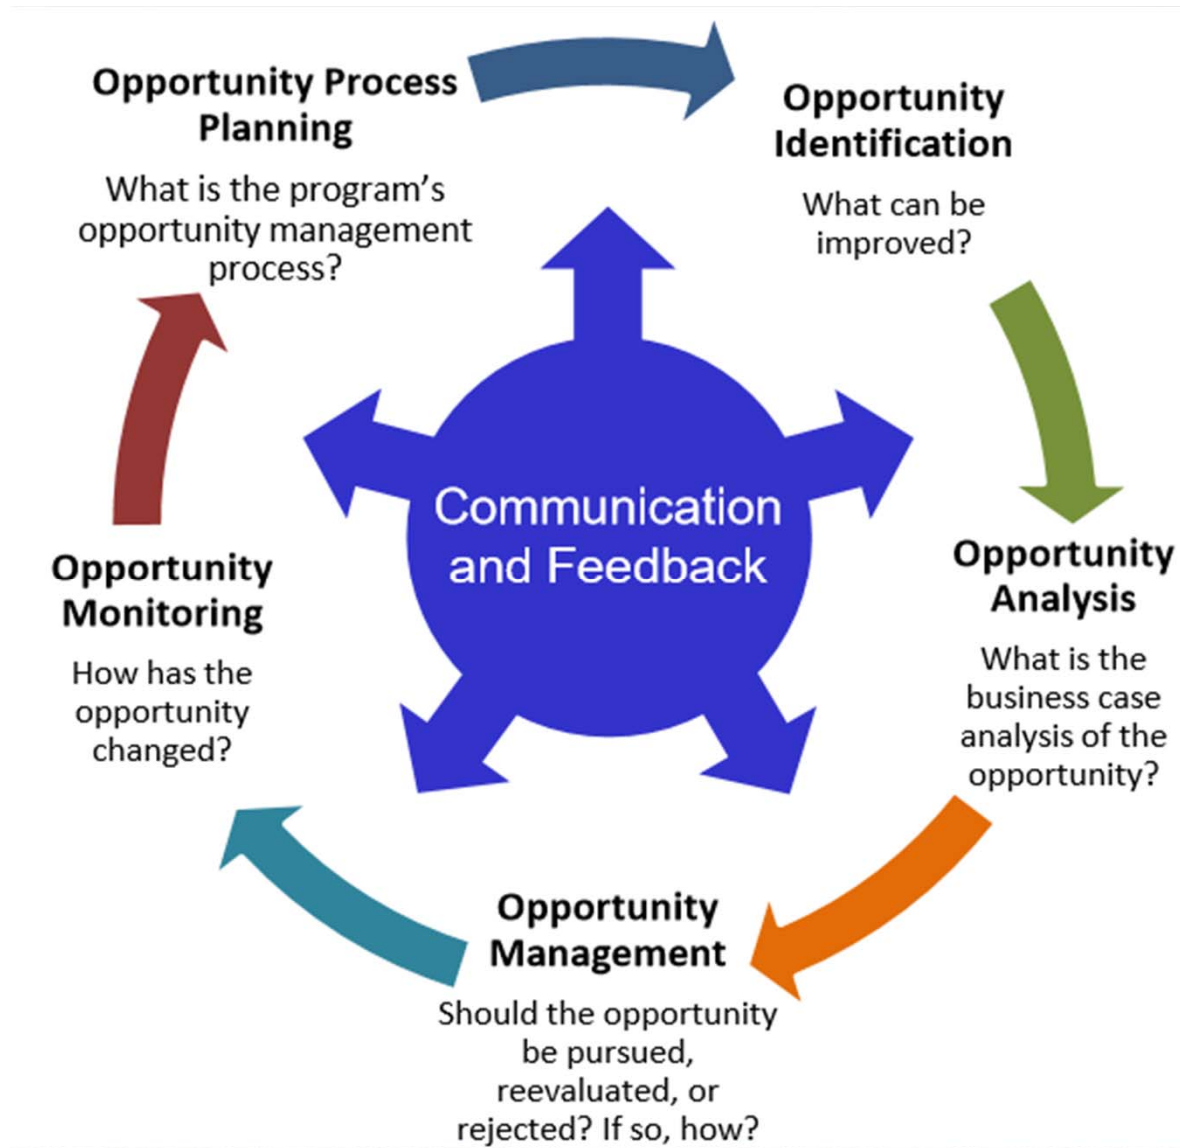 Opportunity Process
Planning
What is the program's
opportunity management
process?
Opportunity
Identification
What can be
improved?
Communication
and Feedback
Opportunity
Analysis
What is the
business case
analysis of the
opportunity?
Opportunity
Management
Should the opportunity
be pursued,
reevaluated, or
rejected? If so, how?
Opportunity
Monitoring
How has the
opportunity
changed?